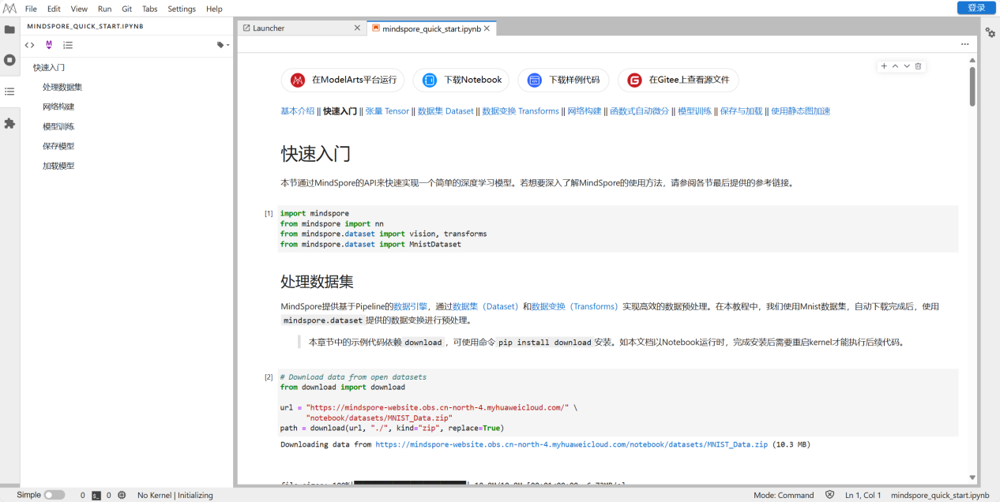 File Edit View Run Git Tabs Settings Help 登录
MINDSPORE_QUICK_START.IPYNB
快速入门
处理数据集
网络构建
模型训练
保存模型
加载模型
Launcher mindspore_quick_start.ipynb
在ModelArts平台运行 下载Notebook 下载样例代码 在Gitee上查看源文件
基本介绍 || 快速入门 || 张量 Tensor || 数据集 Dataset || 数据变换 Transforms || 网络构建 || 函数式自动微分 || 模型训练 || 保存与加载 || 使用静态图加速
快速入门
本节通过MindSpore的API来快速实现一个简单的深度学习模型。若想要深入了解MindSpore的使用方法，请参阅各节最后提供的参考链接。
[1] import mindspore
from mindspore import nn
from mindspore.dataset import vision, transforms
from mindspore.dataset import MnistDataset
处理数据集
MindSpore提供基于Pipeline的数据引擎，通过数据集（Dataset）和数据变换（Transforms）实现高效的数据预处理。在本教程中，我们使用Mnist数据集，自动下载完成后，使用
mindspore.dataset 提供的数据变换进行预处理。
本章节中的示例代码依赖 download ，可使用命令 pip install download 安装。如本文档以Notebook运行时，完成安装后需要重启kernel才能执行后续代码。
[2] # Download data from open datasets
from download import download
url = "https://mindspore-website.obs.cn-north-4.myhuaweicloud.com/" \
"notebook/datasets/MNIST_Data.zip"
path = download(url, "./", kind="zip", replace=True)
Downloading data from https://mindspore-website.obs.cn-north-4.myhuaweicloud.com/notebook/datasets/MNIST_Data.zip (10.3 MB)
Simple 0 0 No Kernel | Initializing Mode: Command Ln 1, Col 1 mindspore_quick_start.ipynb